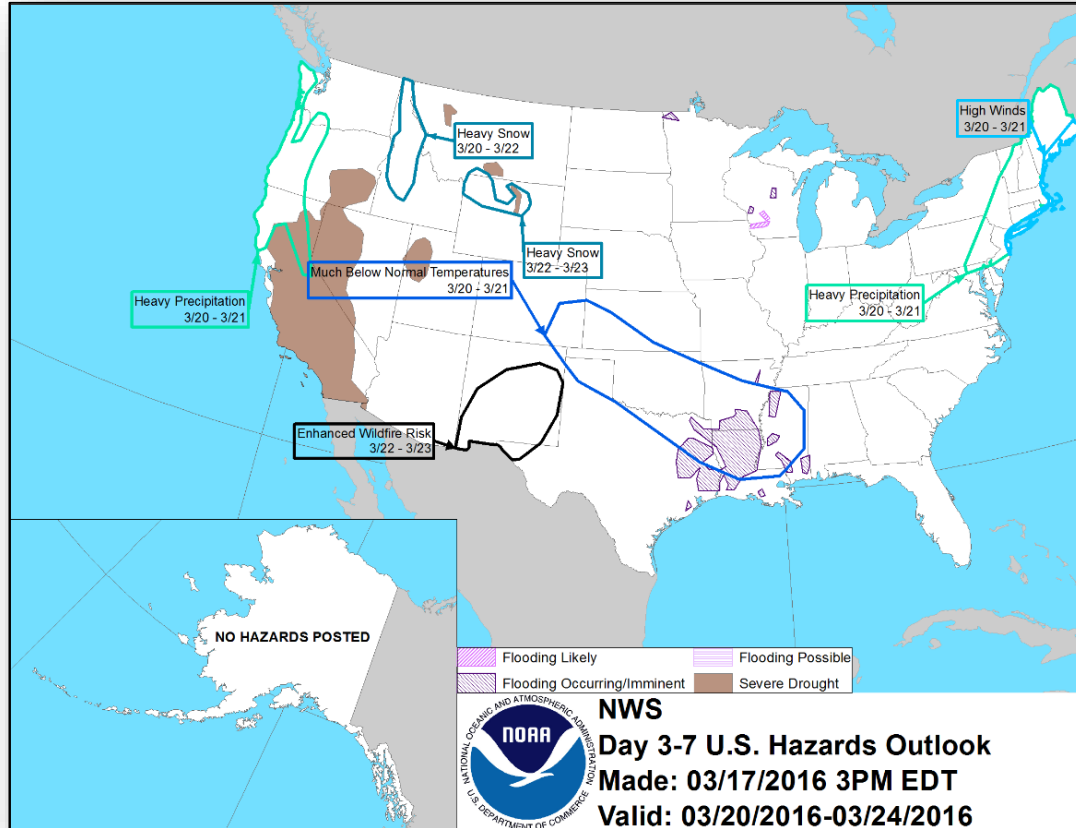 High Winds
3/20 - 3/21
Heavy Snow
3/20 - 3/22
Heavy Snow
3/22 - 3/23
Much Below Normal Temperatures
3/20 - 3/21
Heavy Precipitation
3/20 - 3/21
Heavy Precipitation
3/20 - 3/21
Enhanced Wildfire Risk
3/22 - 3/23
NO HAZARDS POSTED
Flooding Likely
Flooding Possible
Flooding Occurring/Imminent
Severe Drought
NATIONAL OCEANIC AND ATMOSPHERIC ADMINISTRATION
NOAA
U.S. DEPARTMENT OF COMMERCE
NWS
Day 3-7 U.S. Hazards Outlook
Made: 03/17/2016 3PM EDT
Valid: 03/20/2016-03/24/2016